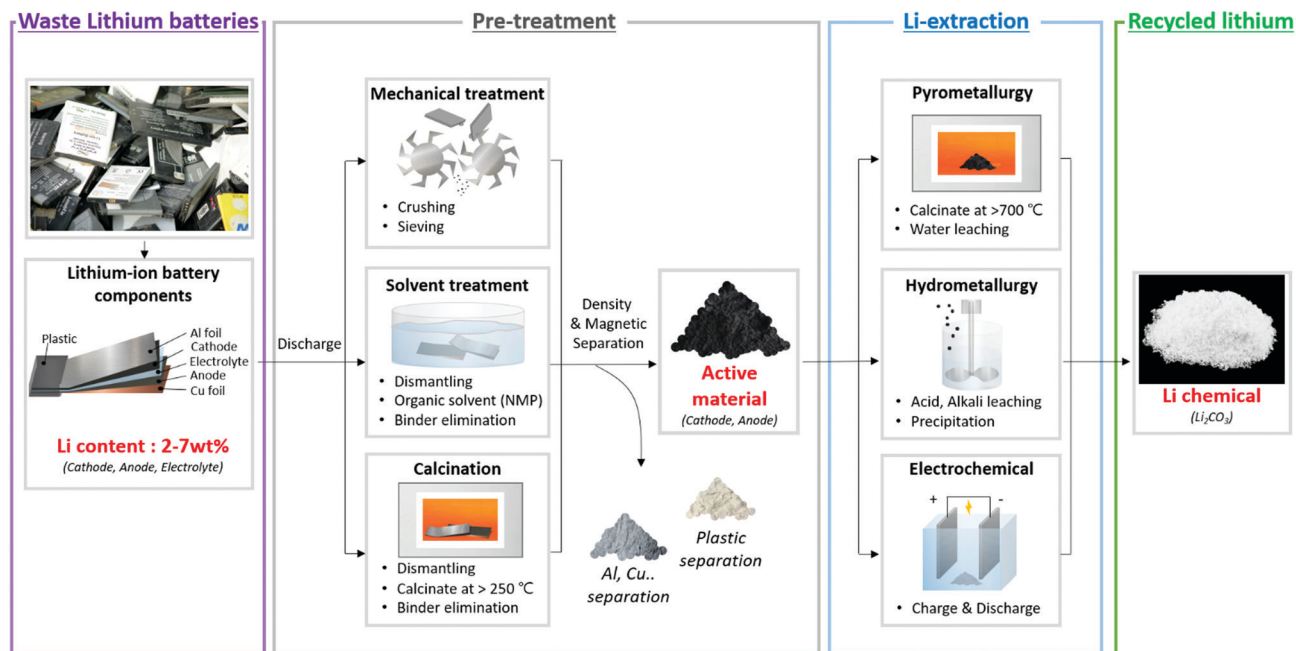 Waste Lithium batteries
Lithium-ion battery
components
Plastic
Al foil
Cathode
Electrolyte
Anode
Cu foil
Li content : 2-7wt%
(Cathode, Anode, Electrolyte)
Pre-treatment
Discharge
Mechanical treatment
• Crushing
• Sieving
Solvent treatment
• Dismantling
• Organic solvent (NMP)
• Binder elimination
Calcination
• Dismantling
• Calcinate at > 250 ℃
• Binder elimination
Density
& Magnetic
Separation
Al, Cu..
separation
Plastic
separation
Active
material
(Cathode, Anode)
Li-extraction
Pyrometallurgy
• Calcinate at >700 ℃
• Water leaching
Hydrometallurgy
• Acid, Alkali leaching
• Precipitation
Electrochemical
+ -
• Charge & Discharge
Recycled lithium
Li chemical
(Li₂CO₃)